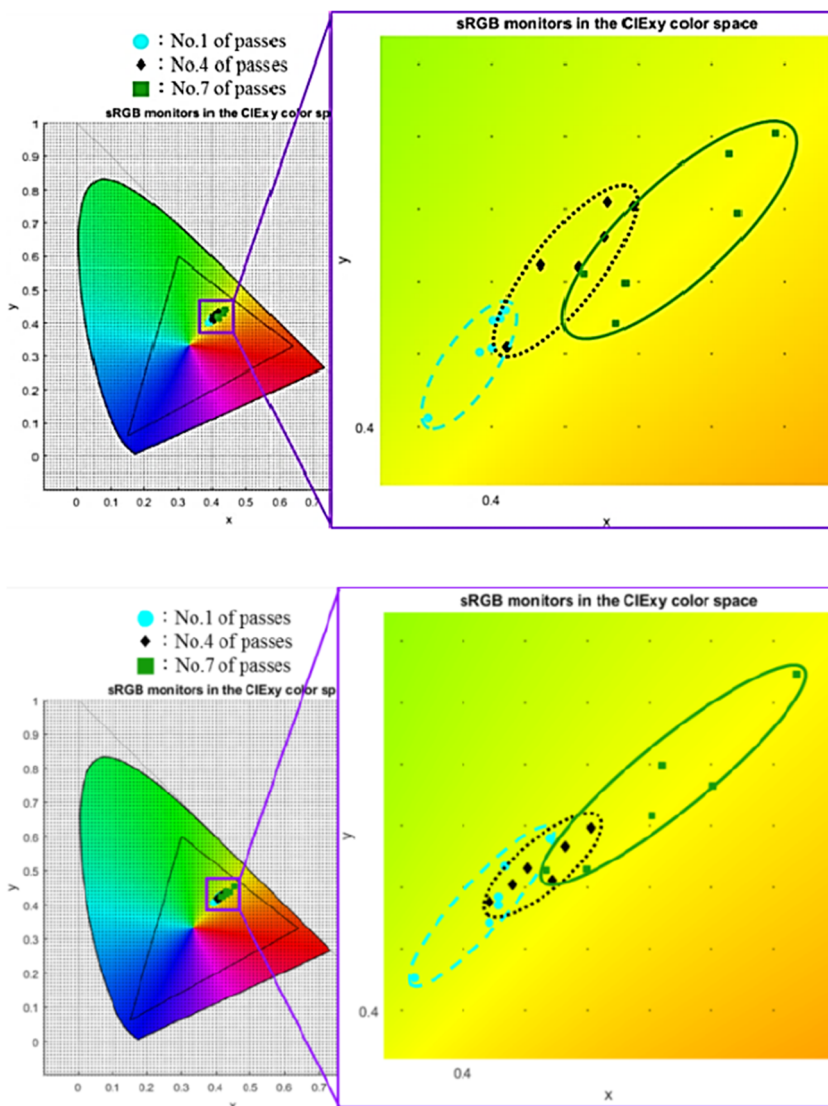 sRGB monitors in the CIExy color space
: No.1 of passes
: No.4 of passes
: No.7 of passes
sRGB monitors in the CIExy color sp
1
0.9
0.8
0.7
0.6
0.5
0.4
0.3
0.2
0.1
0
y
0 0.1 0.2 0.3 0.4 0.5 0.6 0.7
x
y
0.4
0.4
x
sRGB monitors in the CIExy color space
: No.1 of passes
: No.4 of passes
: No.7 of passes
sRGB monitors in the CIExy color sp
1
0.9
0.8
0.7
0.6
0.5
0.4
0.3
0.2
0.1
0
y
0 0.1 0.2 0.3 0.4 0.5 0.6 0.7
x
y
0.4
0.4
x